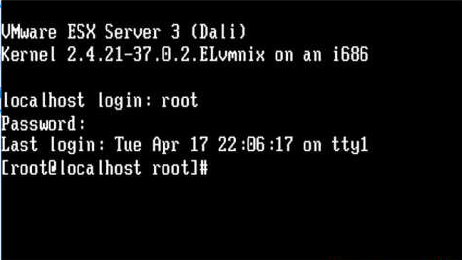 VMware ESX Server 3 (Dali)
Kernel 2.4.21-37.0.2.ELvmnix on an i686
localhost login: root
Password:
Last login: Tue Apr 17 22:06:17 on tty1
[root@localhost root]#